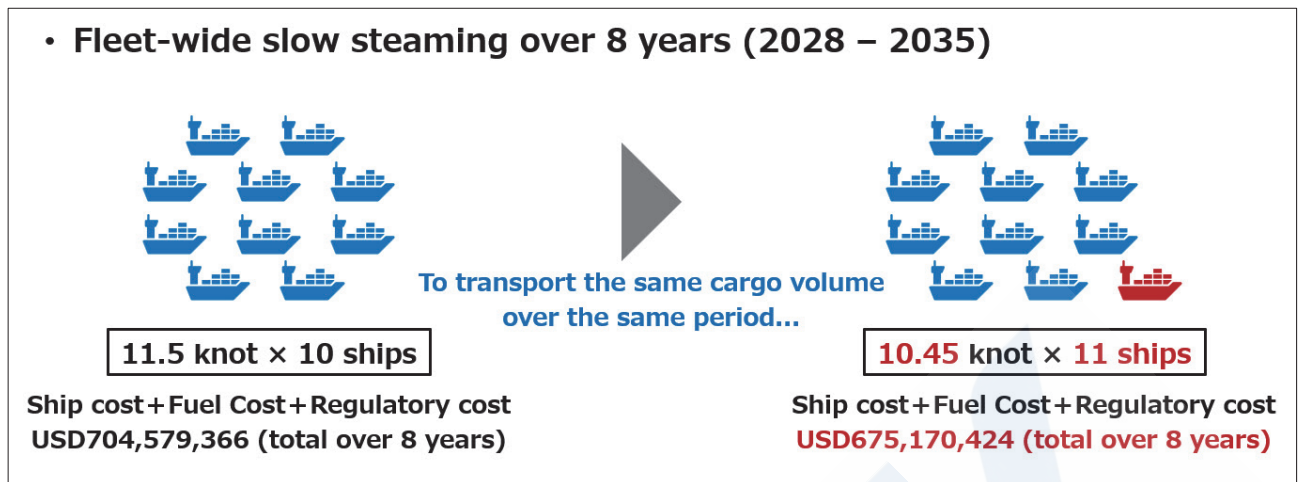 • Fleet-wide slow steaming over 8 years (2028 – 2035)
To transport the same cargo volume
over the same period...
11.5 knot × 10 ships
Ship cost+Fuel Cost+Regulatory cost
USD704,579,366 (total over 8 years)
10.45 knot × 11 ships
Ship cost+Fuel Cost+Regulatory cost
USD675,170,424 (total over 8 years)